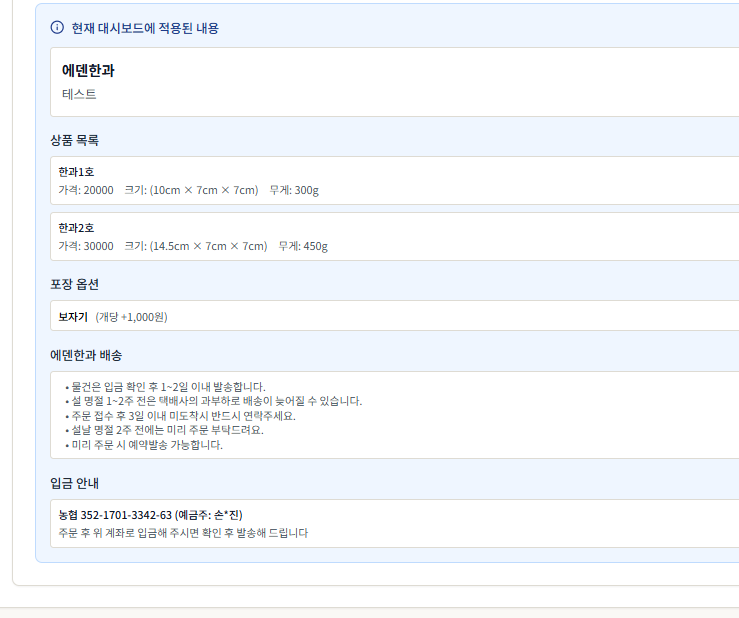 현재 대시보드에 적용된 내용
에덴한과
테스트
상품 목록
한과1호
가격: 20000 크기: (10cm × 7cm × 7cm) 무게: 300g
한과2호
가격: 30000 크기: (14.5cm × 7cm × 7cm) 무게: 450g
포장 옵션
보자기 (개당 +1,000원)
에덴한과 배송
• 물건은 입금 확인 후 1~2일 이내 발송합니다.
• 설 명절 1~2주 전은 택배사의 과부하로 배송이 늦어질 수 있습니다.
• 주문 접수 후 3일 이내 미도착시 반드시 연락주세요.
• 설날 명절 2주 전에는 미리 주문 부탁드려요.
• 미리 주문 시 예약발송 가능합니다.
입금 안내
농협 352-1701-3342-63 (예금주: 손*진)
주문 후 위 계좌로 입금해 주시면 확인 후 발송해 드립니다